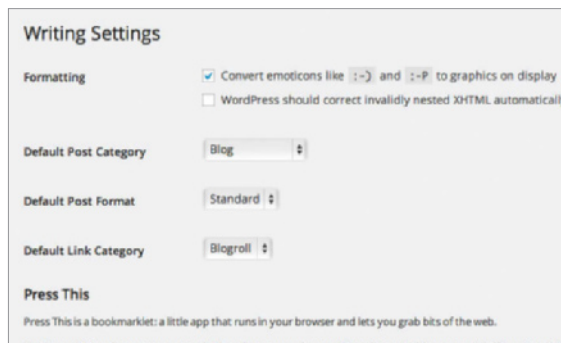 Writing Settings
Formatting
Convert emoticons like :-) and :-P to graphics on display
WordPress should correct invalidly nested XHTML
Default Post Category
Blog
Default Post Format
Standard
Default Link Category
Blogroll
Press This
Press This is a bookmarklet: a little app that runs in your browser and lets you grab bits of the web.